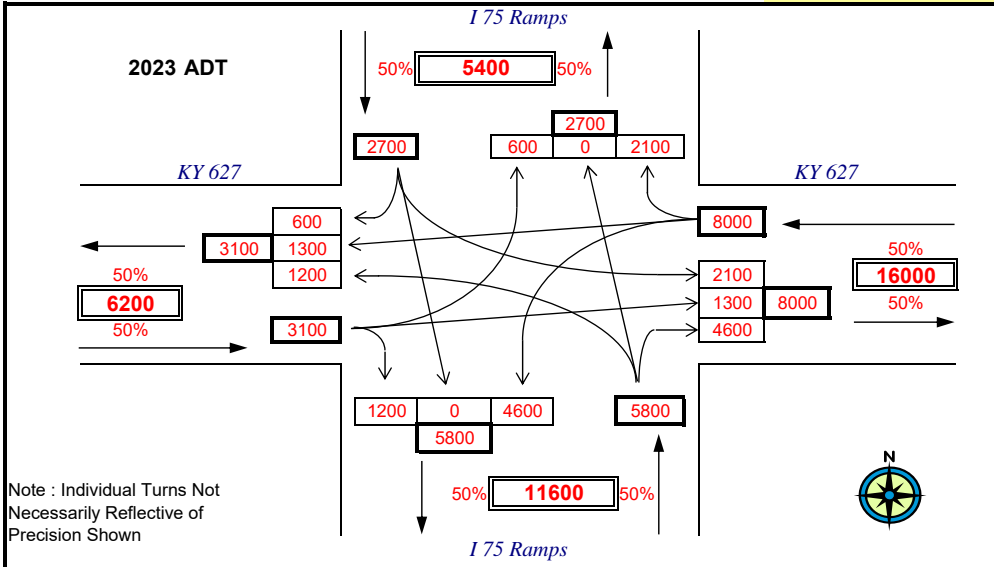 I 75 Ramps
2023 ADT
50% 5400 50%
2700
2700
600 0 2100
KY 627
KY 627
600
8000
3100 1300
50%
1200
2100
16000
50%
6200
1300 8000
50%
50%
3100
4600
1200 0 4600
5800
5800
N
Note : Individual Turns Not
50% 11600 50%
Necessarily Reflective of
Precision Shown
I 75 Ramps